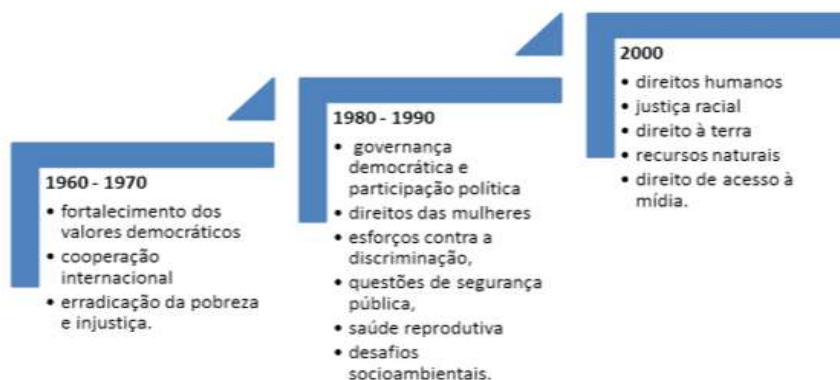 1960 - 1970
• fortalecimento dos
valores democráticos
• cooperação
internacional
• erradicação da pobreza
e injustiça.
1980 - 1990
• governança
democrática e
participação política
• direitos das mulheres
• esforços contra a
discriminação,
• questões de segurança
pública,
• saúde reprodutiva
• desafios
socioambientais.
2000
• direitos humanos
• justiça racial
• direito à terra
• recursos naturais
• direito de acesso à
mídia.